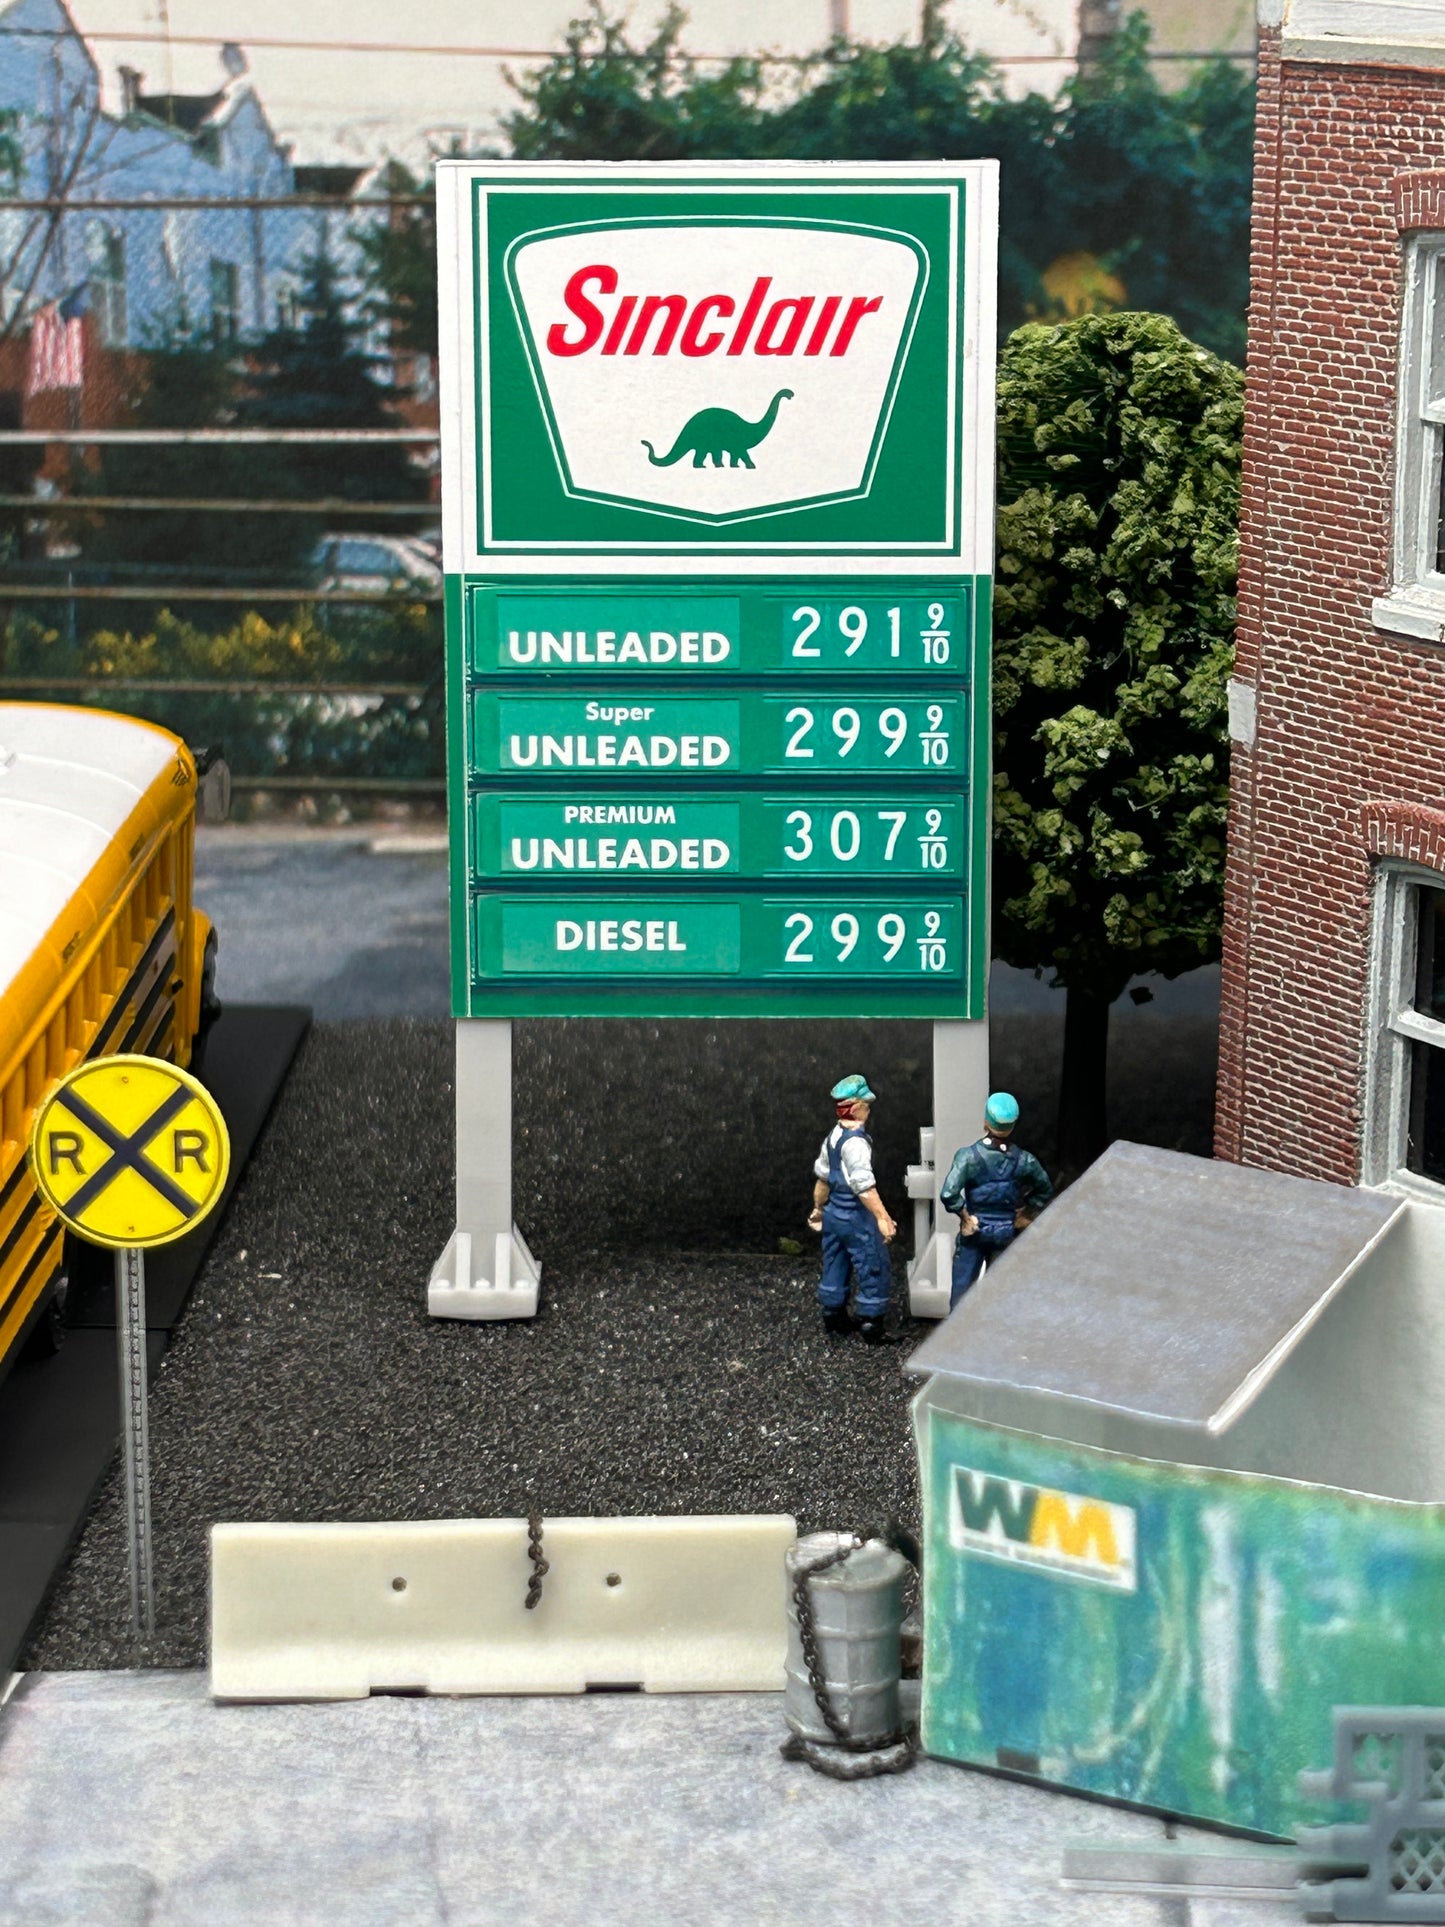 Sinclair
UNLEADED 291 9/10
Super
UNLEADED 299 9/10
PREMIUM
UNLEADED 307 9/10
DIESEL 299 9/10
R R
WM